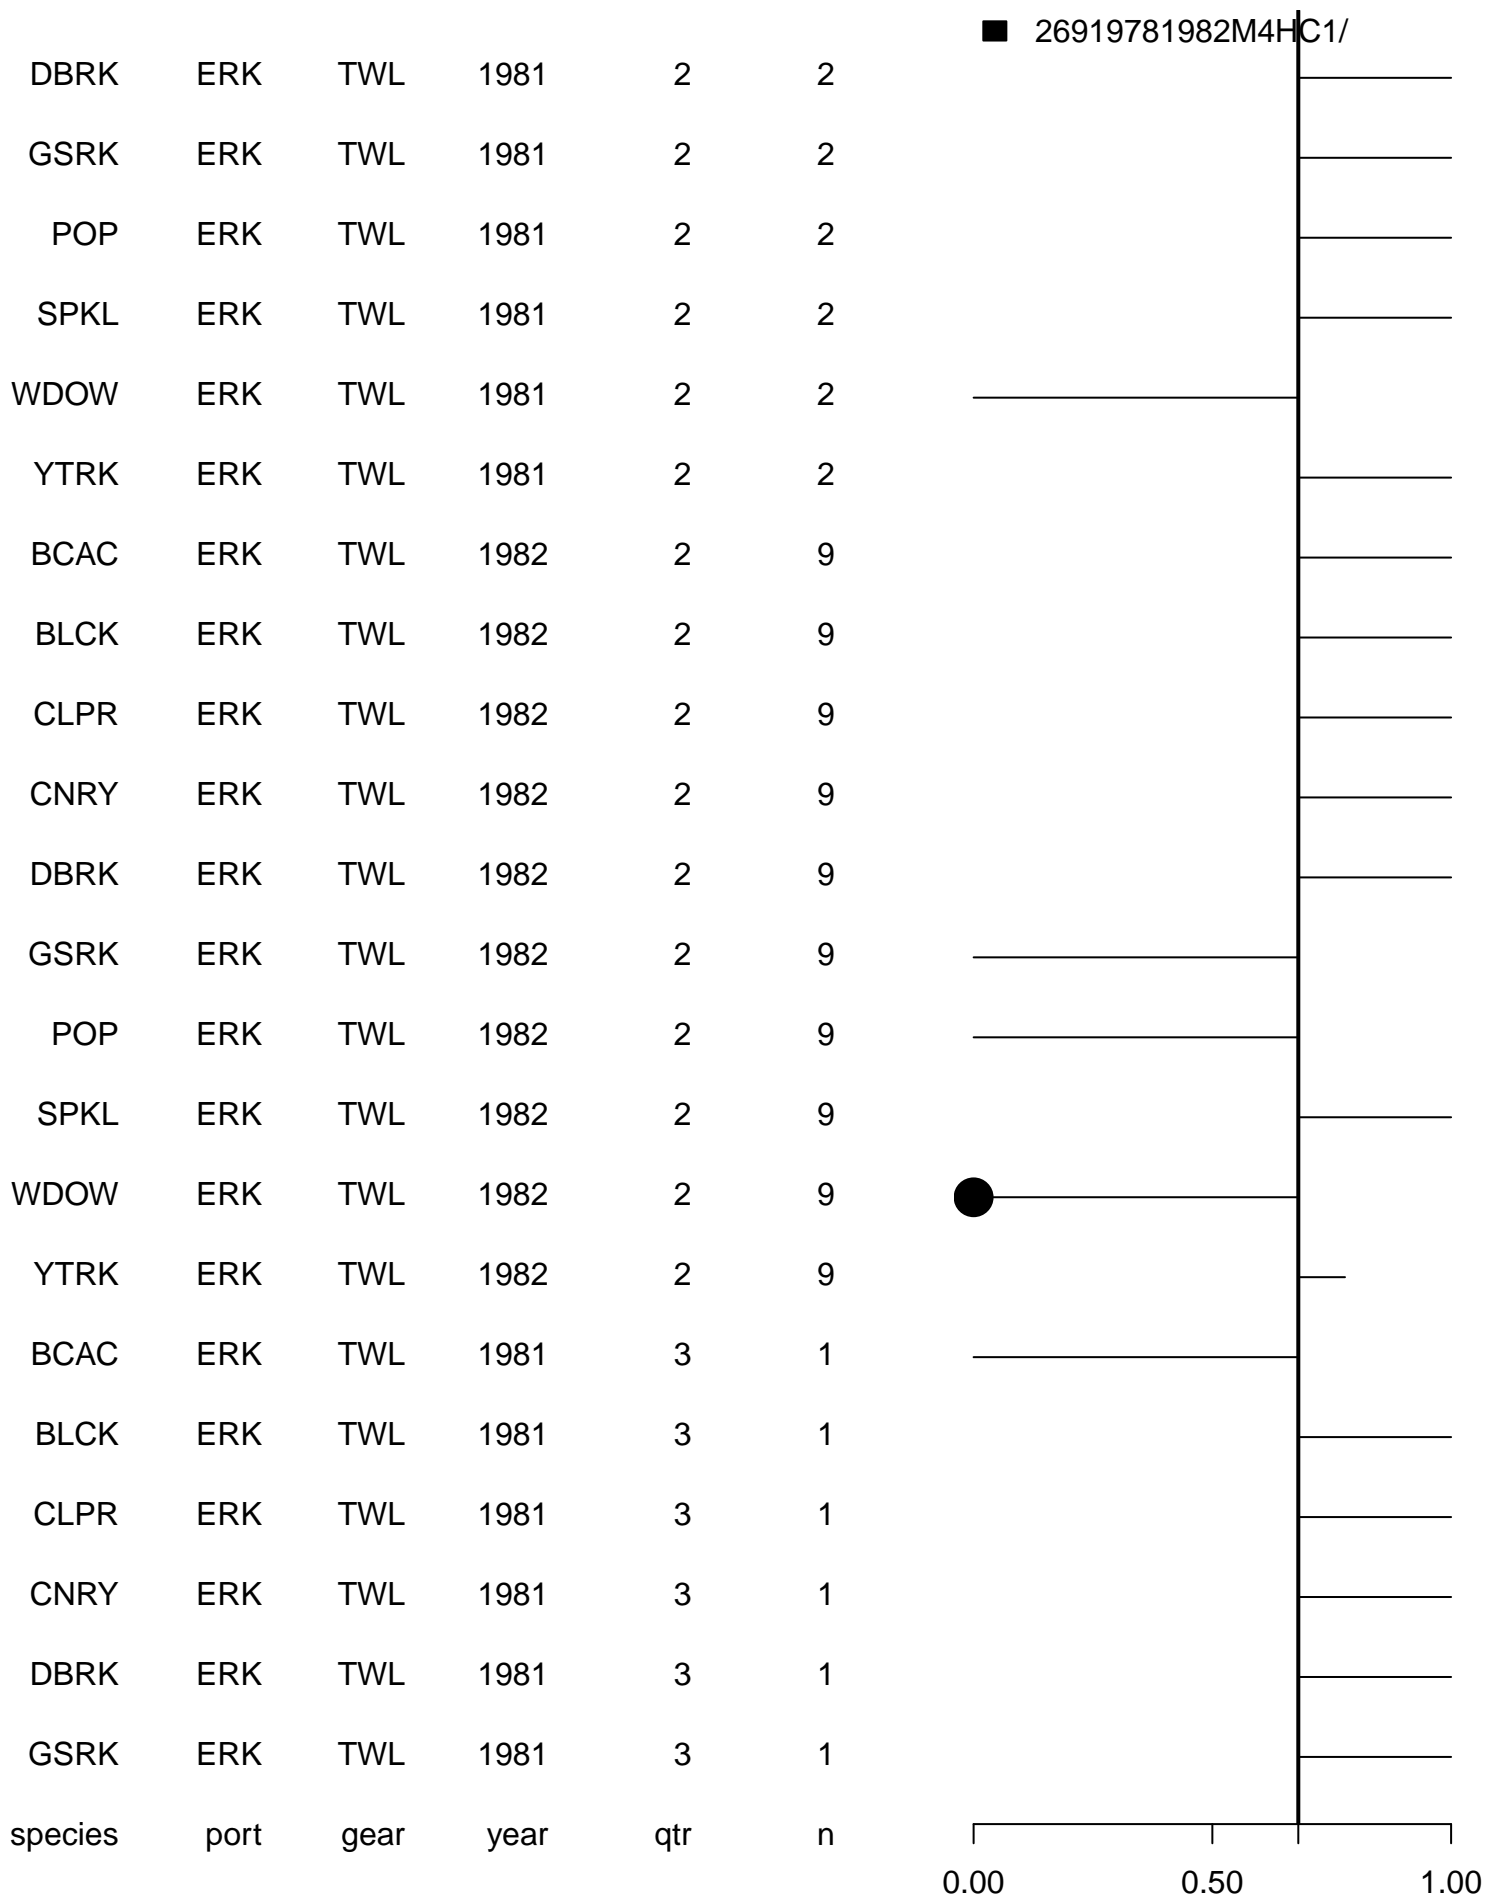 26919781982M4HC1/
DBRK ERK TWL 1981 2 2
GSRK ERK TWL 1981 2 2
POP ERK TWL 1981 2 2
SPKL ERK TWL 1981 2 2
WDOW ERK TWL 1981 2 2
YTRK ERK TWL 1981 2 2
BCAC ERK TWL 1982 2 9
BLCK ERK TWL 1982 2 9
CLPR ERK TWL 1982 2 9
CNRY ERK TWL 1982 2 9
DBRK ERK TWL 1982 2 9
GSRK ERK TWL 1982 2 9
POP ERK TWL 1982 2 9
SPKL ERK TWL 1982 2 9
WDOW ERK TWL 1982 2 9
YTRK ERK TWL 1982 2 9
BCAC ERK TWL 1981 3 1
BLCK ERK TWL 1981 3 1
CLPR ERK TWL 1981 3 1
CNRY ERK TWL 1981 3 1
DBRK ERK TWL 1981 3 1
GSRK ERK TWL 1981 3 1
species port gear year qtr n
0.00 0.50 1.00